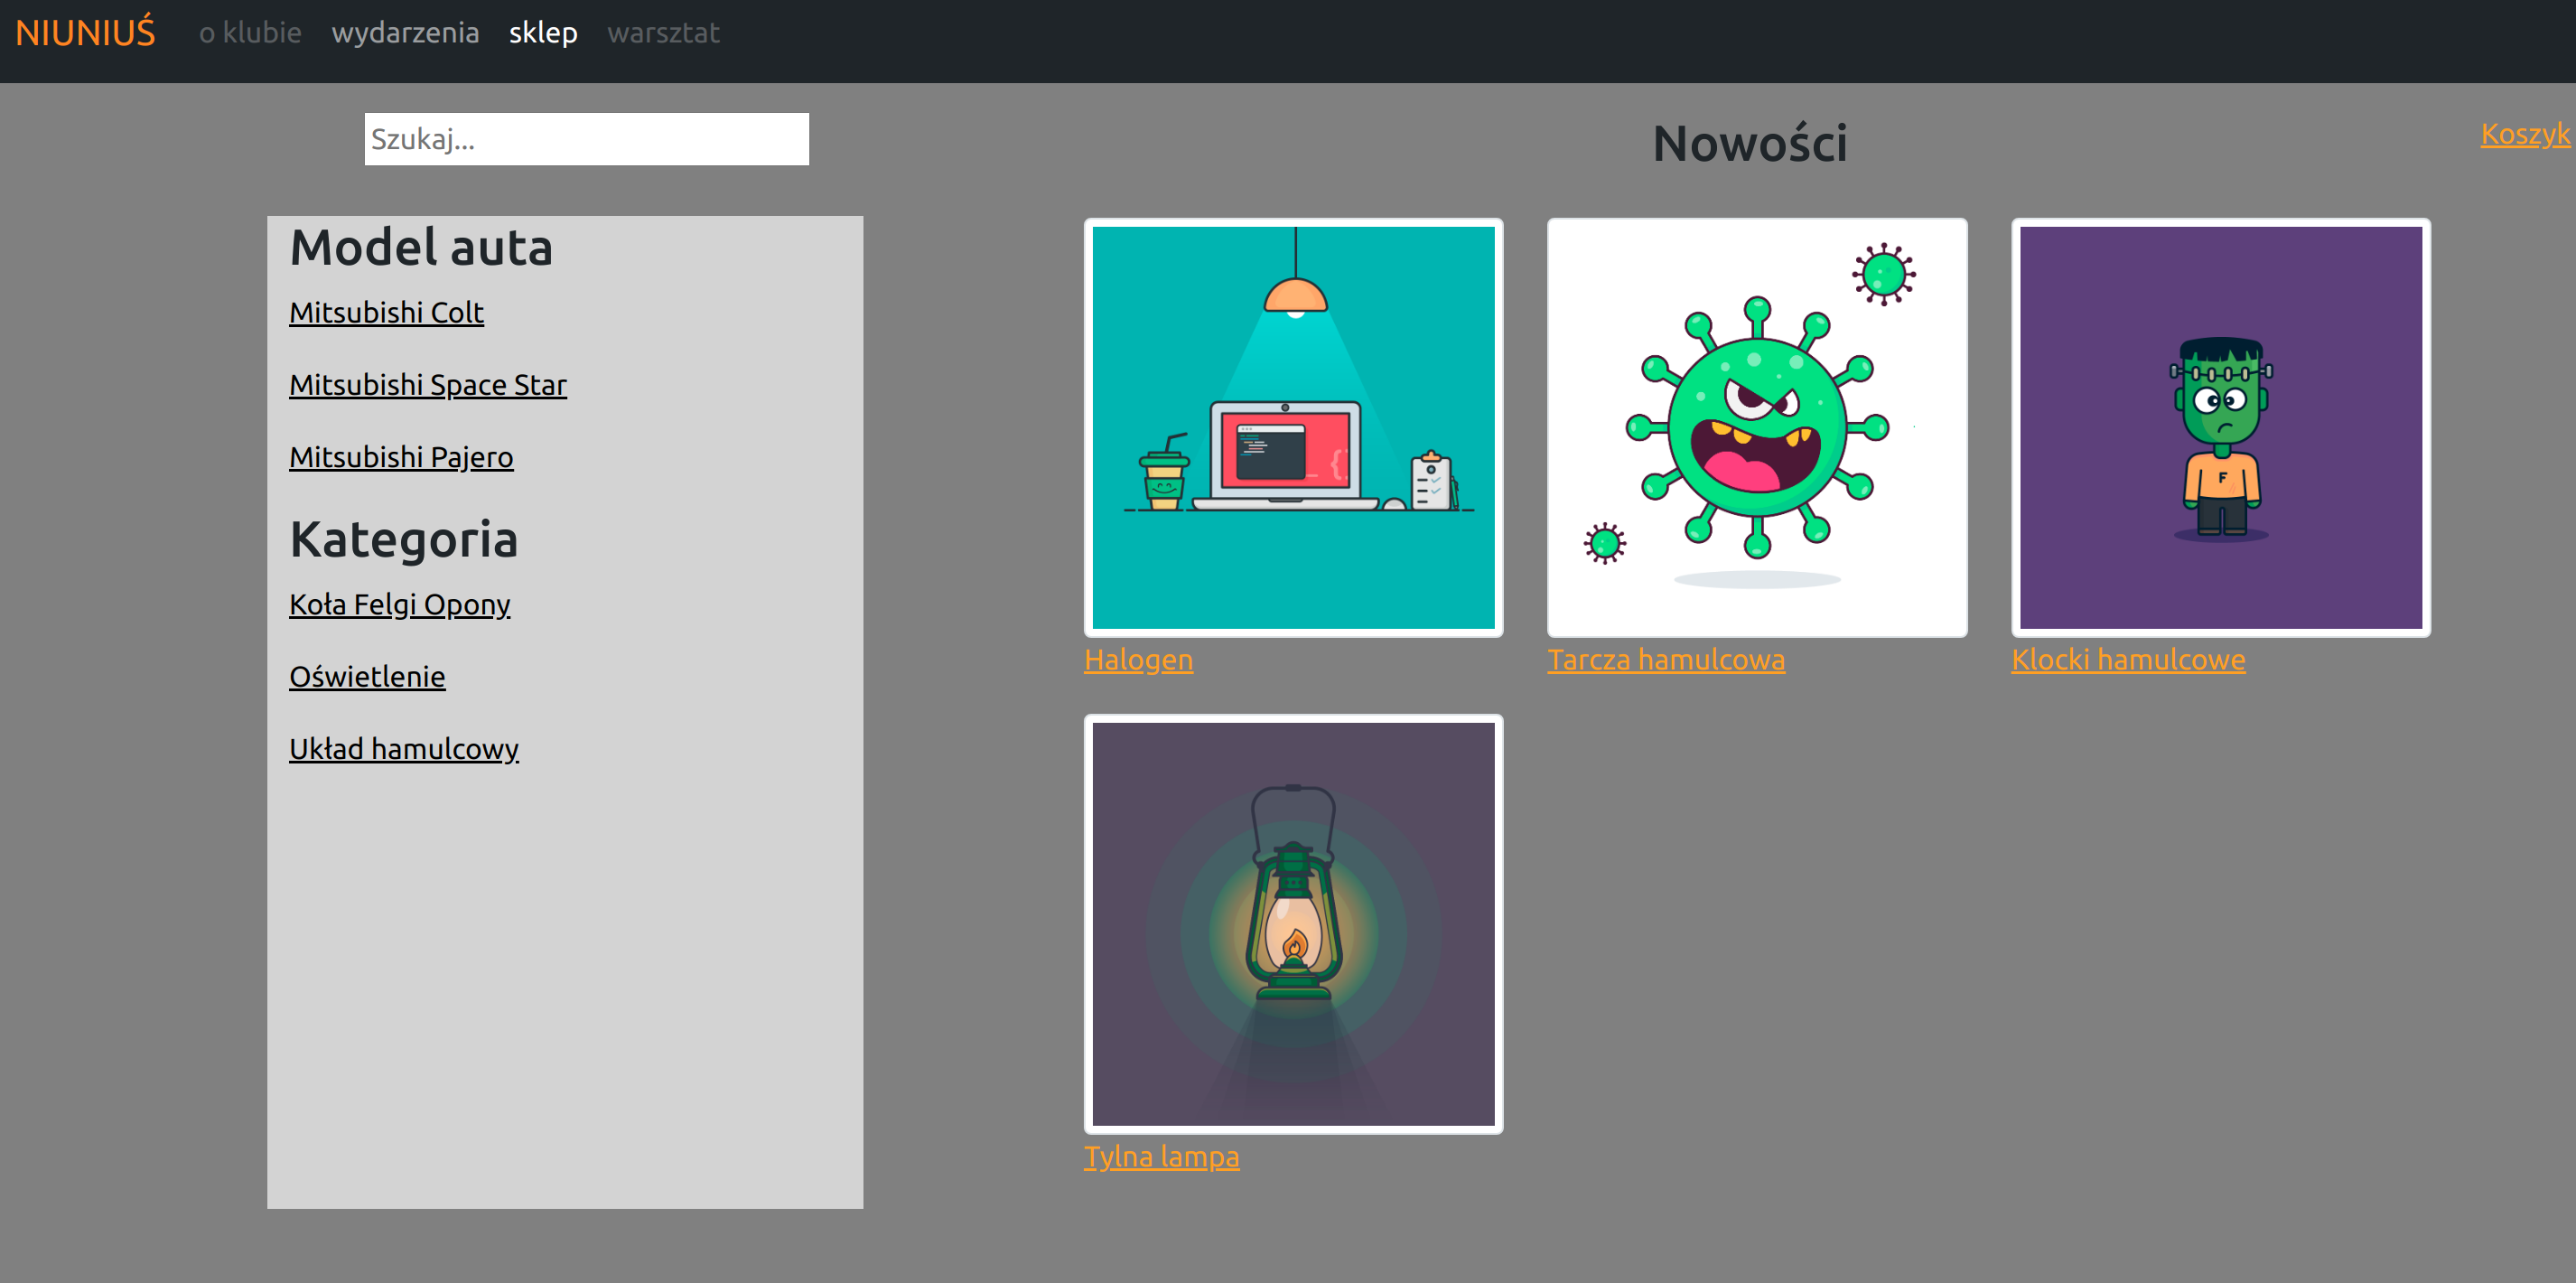 NIUNIUŚ o klubie wydarzenia sklep warsztat
Szukaj...
Nowości
Koszyk
Model auta
Mitsubishi Colt
Mitsubishi Space Star
Mitsubishi Pajero
Kategoria
Koła Felgi Opony
Oświetlenie
Układ hamulcowy
{
F
Halogen
Tarcza hamulcowa
Klocki hamulcowe
Tylna lampa